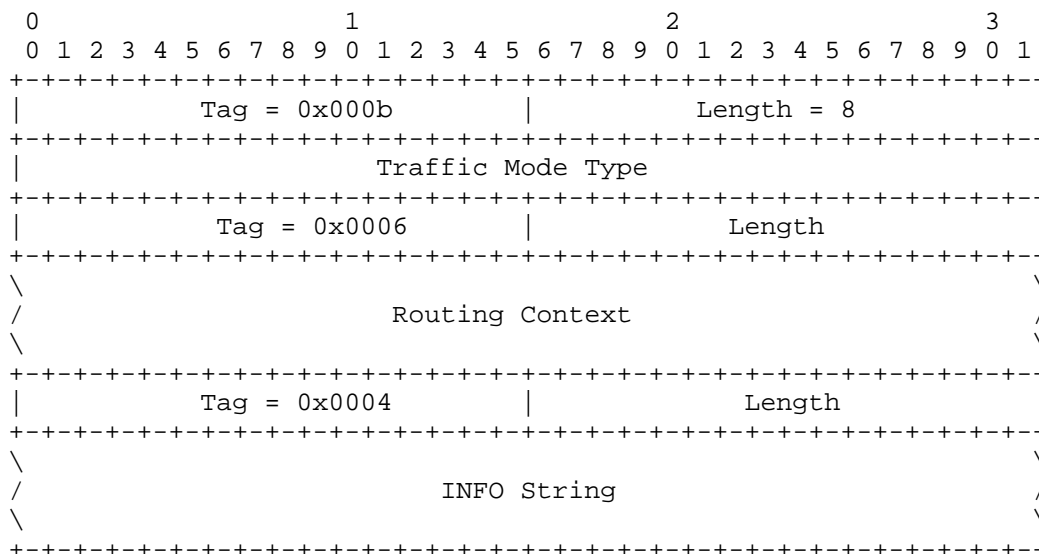 0                   1                   2                   3
 0 1 2 3 4 5 6 7 8 9 0 1 2 3 4 5 6 7 8 9 0 1 2 3 4 5 6 7 8 9 0 1
+-+-+-+-+-+-+-+-+-+-+-+-+-+-+-+-+-+-+-+-+-+-+-+-+-+-+-+-+-+-+-+--
|           Tag = 0x000b        |          Length = 8
+-+-+-+-+-+-+-+-+-+-+-+-+-+-+-+-+-+-+-+-+-+-+-+-+-+-+-+-+-+-+-+--
|                      Traffic Mode Type
+-+-+-+-+-+-+-+-+-+-+-+-+-+-+-+-+-+-+-+-+-+-+-+-+-+-+-+-+-+-+-+--
|            Tag = 0x0006       |            Length
+-+-+-+-+-+-+-+-+-+-+-+-+-+-+-+-+-+-+-+-+-+-+-+-+-+-+-+-+-+-+-+--
\                                                               \
/                       Routing Context                         /
\                                                               \
+-+-+-+-+-+-+-+-+-+-+-+-+-+-+-+-+-+-+-+-+-+-+-+-+-+-+-+-+-+-+-+--
|           Tag = 0x0004        |             Length
+-+-+-+-+-+-+-+-+-+-+-+-+-+-+-+-+-+-+-+-+-+-+-+-+-+-+-+-+-+-+-+--
\                                                               \
/                          INFO String                          /
\                                                               \
+-+-+-+-+-+-+-+-+-+-+-+-+-+-+-+-+-+-+-+-+-+-+-+-+-+-+-+-+-+-+-+--